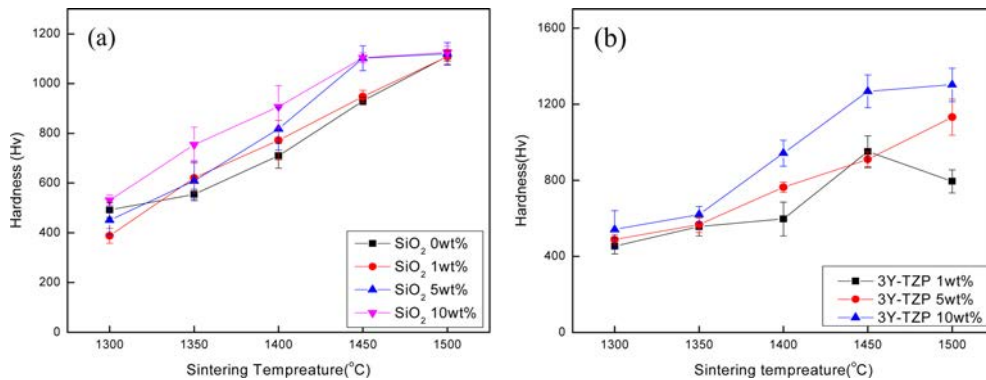 (a)
1200
1000
800
600
400
200
0
Hardness (Hv)
SiO2 0wt%
SiO2 1wt%
SiO2 5wt%
SiO2 10wt%
1300 1350 1400 1450 1500
Sintering Tempreature(°C)
(b)
1600
1200
800
400
0
Hardness(Hv)
3Y-TZP 1wt%
3Y-TZP 5wt%
3Y-TZP 10wt%
1300 1350 1400 1450 1500
Sintering tempreature(°C)